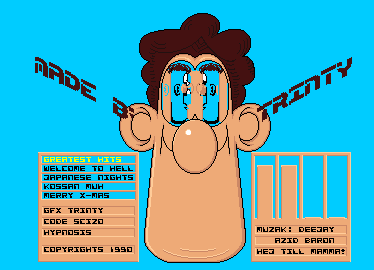 MADE BY TRINTY
GREATEST HITS
WELCOME TO HELL
JAPANESE NIGHTS
KOSSAN MUH
MERRY X-MAS
GFX TRINTY
CODE SCIZO
HYPNOSIS
COPYRIGHTS 1990
MUZAK: DEEJAY
AZID BARON
HEJ TILL MAMMA!